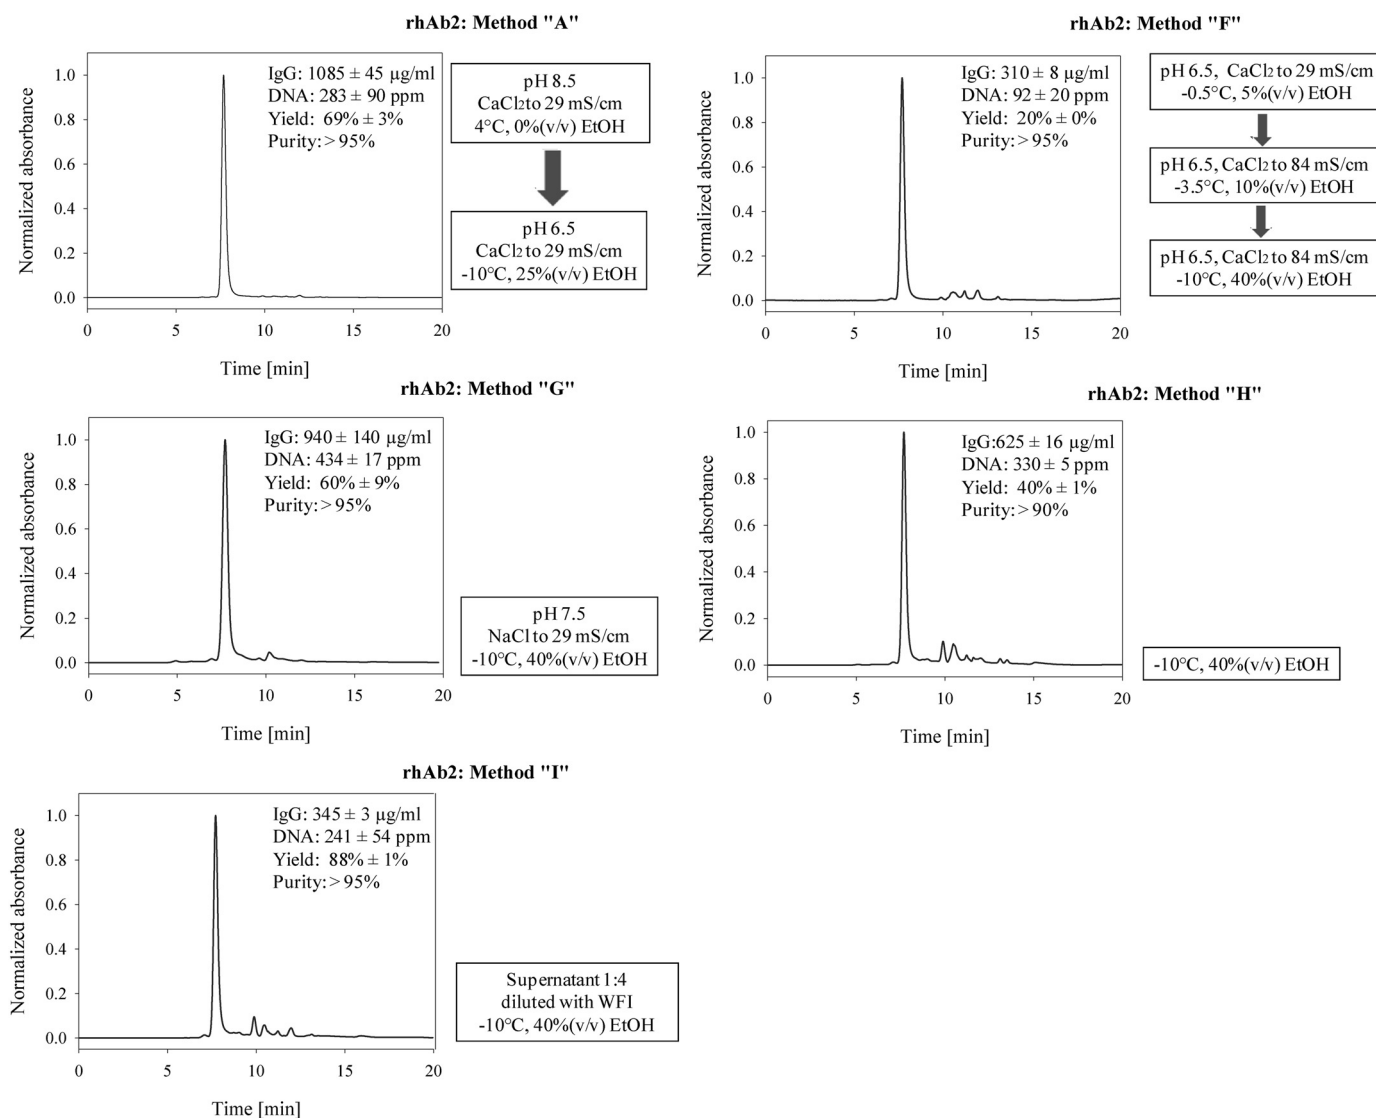 rhAb2: Method "A"
IgG: 1085 ± 45 µg/ml
DNA: 283 ± 90 ppm
Yield: 69% ± 3%
Purity: > 95%
Normalized absorbance
1.0
0.8
0.6
0.4
0.2
0.0
0 5 10 15 20
Time [min]
pH 8.5
CaCl2 to 29 mS/cm
4°C, 0%(v/v) EtOH
pH 6.5
CaCl2 to 29 mS/cm
-10°C, 25%(v/v) EtOH
rhAb2: Method "F"
IgG: 310 ± 8 µg/ml
DNA: 92 ± 20 ppm
Yield: 20% ± 0%
Purity: > 95%
Normalized absorbance
1.0
0.8
0.6
0.4
0.2
0.0
0 5 10 15 20
Time [min]
pH 6.5, CaCl2 to 29 mS/cm
-0.5°C, 5%(v/v) EtOH
pH 6.5, CaCl2 to 84 mS/cm
-3.5°C, 10%(v/v) EtOH
pH 6.5, CaCl2 to 84 mS/cm
-10°C, 40%(v/v) EtOH
rhAb2: Method "G"
IgG: 940 ± 140 µg/ml
DNA: 434 ± 17 ppm
Yield: 60% ± 9%
Purity: > 95%
Normalized absorbance
1.0
0.8
0.6
0.4
0.2
0.0
0 5 10 15 20
Time [min]
pH 7.5
NaCl to 29 mS/cm
-10°C, 40%(v/v) EtOH
rhAb2: Method "H"
IgG:625 ± 16 µg/ml
DNA: 330 ± 5 ppm
Yield: 40% ± 1%
Purity: > 90%
Normalized absorbance
1.0
0.8
0.6
0.4
0.2
0.0
0 5 10 15 20
Time [min]
-10°C, 40%(v/v) EtOH
rhAb2: Method "I"
IgG: 345 ± 3 µg/ml
DNA: 241 ± 54 ppm
Yield: 88% ± 1%
Purity: > 95%
Normalized absorbance
1.0
0.8
0.6
0.4
0.2
0.0
0 5 10 15 20
Time [min]
Supernatant 1:4
diluted with WFI
-10°C, 40%(v/v) EtOH